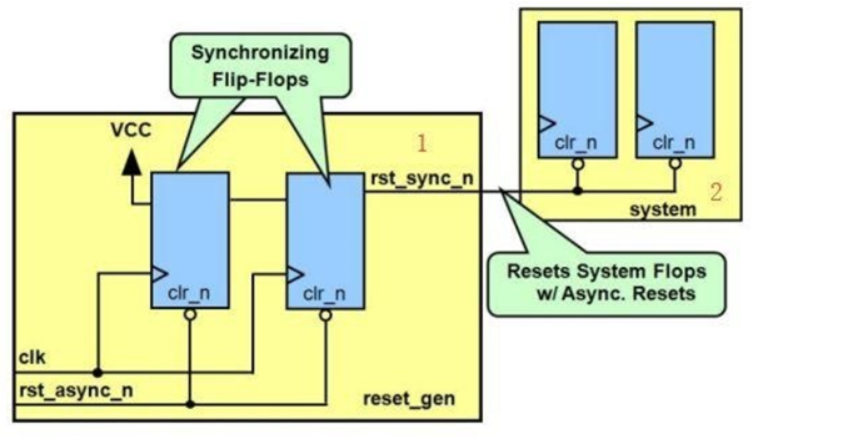 Synchronizing
Flip-Flops
VCC
1
rst_sync_n
clr_n
clr_n
clk
rst_async_n
reset_gen
clr_n
clr_n
2
system
Resets System Flops
w/ Async. Resets